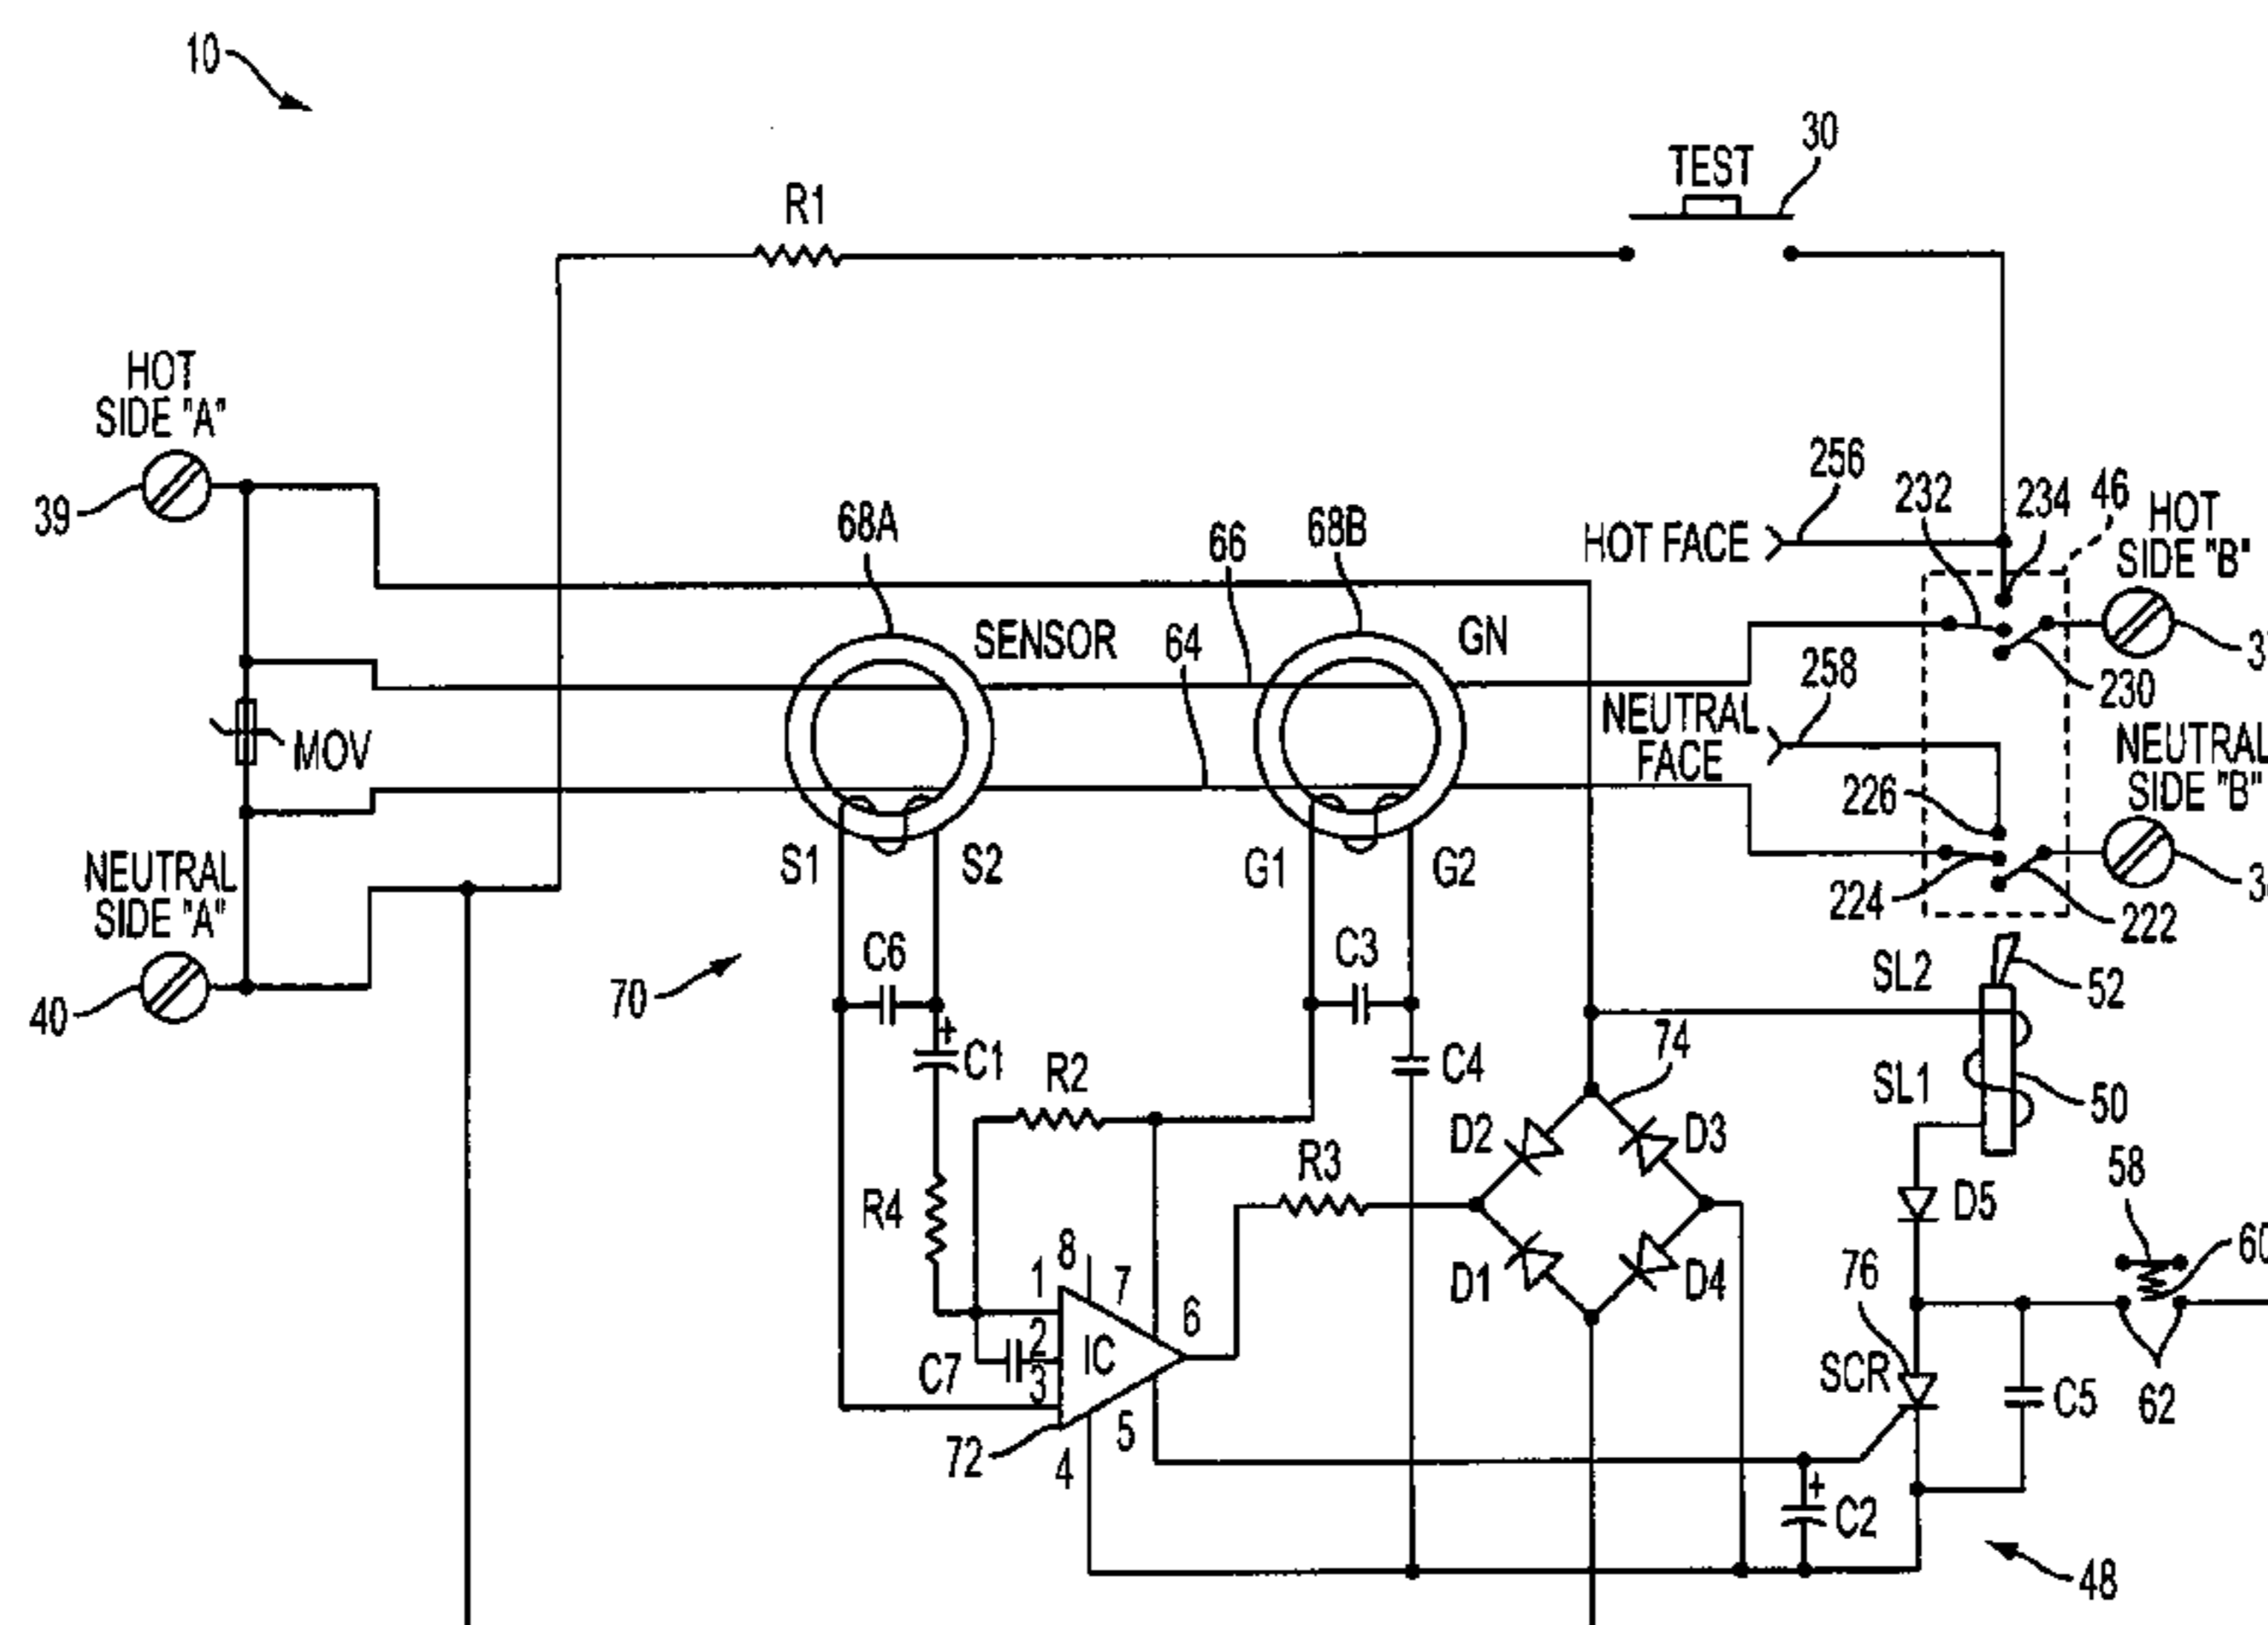 10
30
TEST
R1
HOT
SIDE "A"
39
256
232
234
46
HOT
SIDE "B"
HOT FACE
68A
66
68B
SENSOR
64
GN
258
230
NEUTRAL
FACE
NEUTRAL
SIDE "B"
MOV
226
NEUTRAL
SIDE "A"
S1
S2
G1
G2
224
222
40
70
C6
C3
SL2
52
C1
R2
C4
74
SL1
50
D2
D3
R3
58
R4
D5
60
8
1
7
6
D1
D4
76
2
IC
C7
3
SCR
C5
62
72
4
5
+
+
C2
48